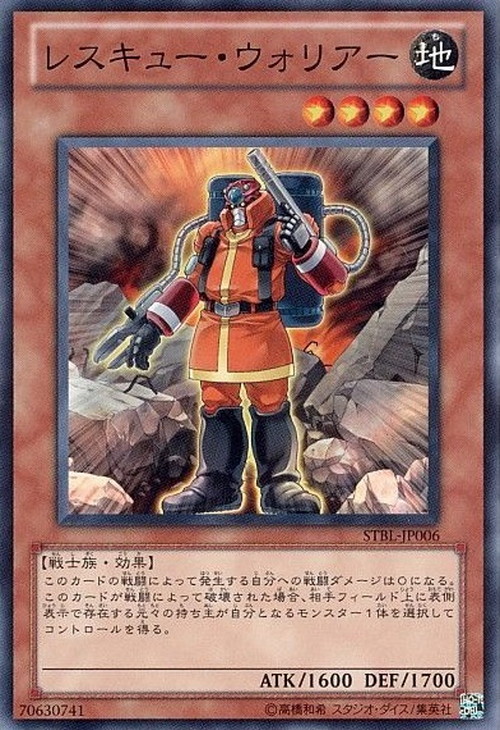 レスキュー・ウォリアー
地
STBL-JP006
【戦士族・効果】
このカードの戦闘によって発生する自分への戦闘ダメージは0になる。
このカードが戦闘によって破壊された場合、相手フィールド上に表側
表示で存在する元々の持ち主が自分となるモンスター1体を選択して
コントロールを得る。
ATK/1600 DEF/1700
70630741
©高橋和希 スタジオ・ダイス/集英社